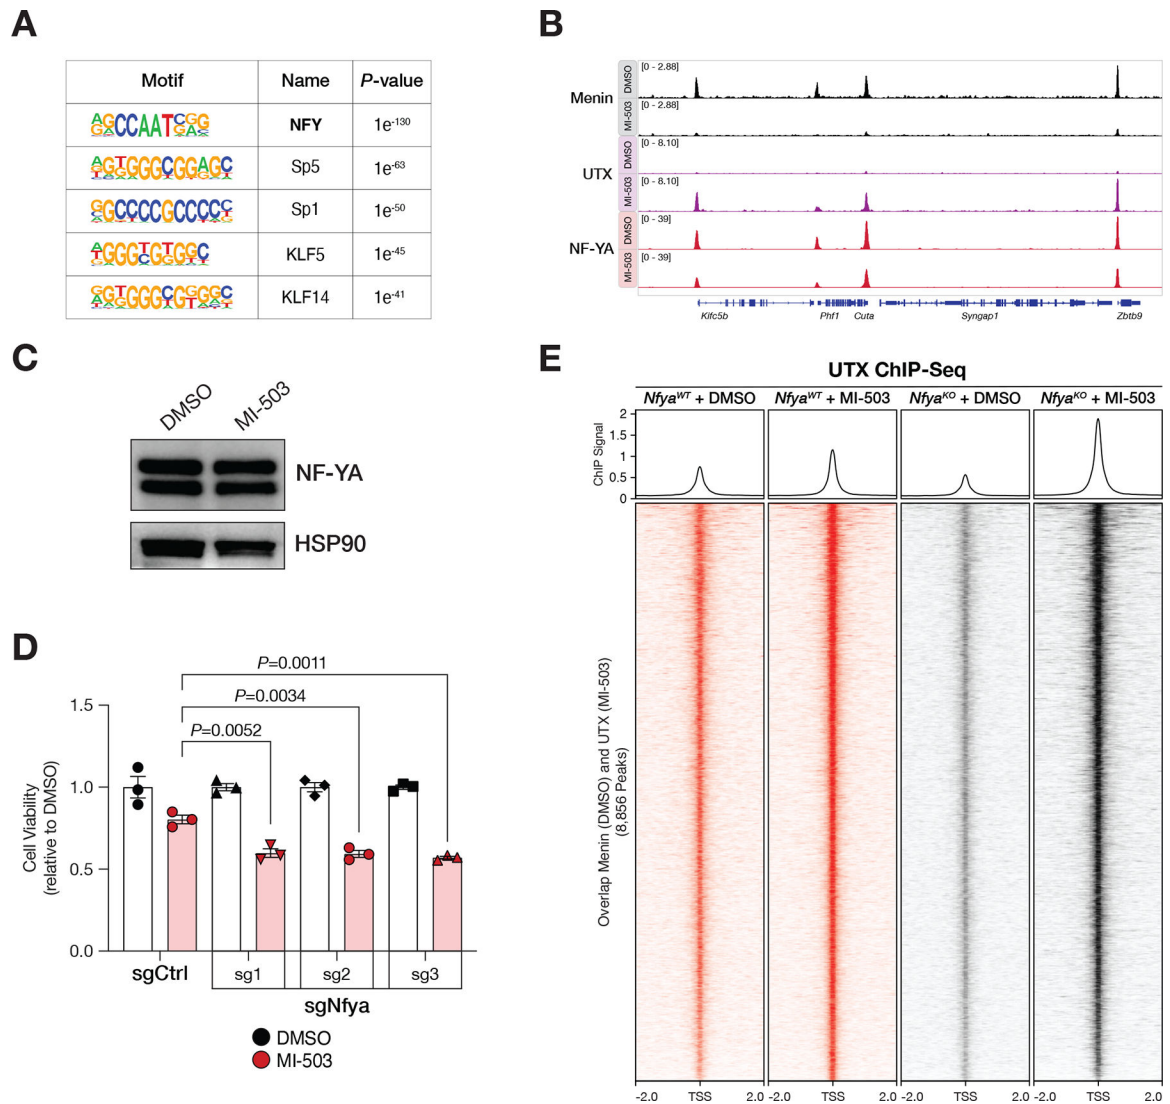 A
Motif Name P-value
AGCCAATCGG NFY 1e-130
AGTGGGCGGAGC Sp5 1e-63
GGCCCCGCCCCC Sp1 1e-50
AGGGTGTGGC KLF5 1e-45
GGTGGGCGGGGC KLF14 1e-41
B
Menin
DMSO
[0 - 2.88]
MI-503
[0 - 2.88]
UTX
DMSO
[0 - 8.10]
MI-503
[0 - 8.10]
NF-YA
DMSO
[0 - 39]
MI-503
[0 - 39]
Kifc5b Phf1 Cuta Syngap1 Zbtb9
C
DMSO MI-503
NF-YA
HSP90
D
P=0.0011
P=0.0034
P=0.0052
Cell Viability
(relative to DMSO)
1.5
1.0
0.5
0.0
sgCtrl sg1 sg2 sg3
sgNfya
DMSO
MI-503
E
UTX ChIP-Seq
NfyaWT + DMSO NfyaWT + MI-503 NfyaKO + DMSO NfyaKO + MI-503
ChIP Signal
2
1.5
1
0.5
0
Overlap Menin (DMSO) and UTX (MI-503)
(8,856 Peaks)
-2.0 TSS 2.0 -2.0 TSS 2.0 -2.0 TSS 2.0 -2.0 TSS 2.0